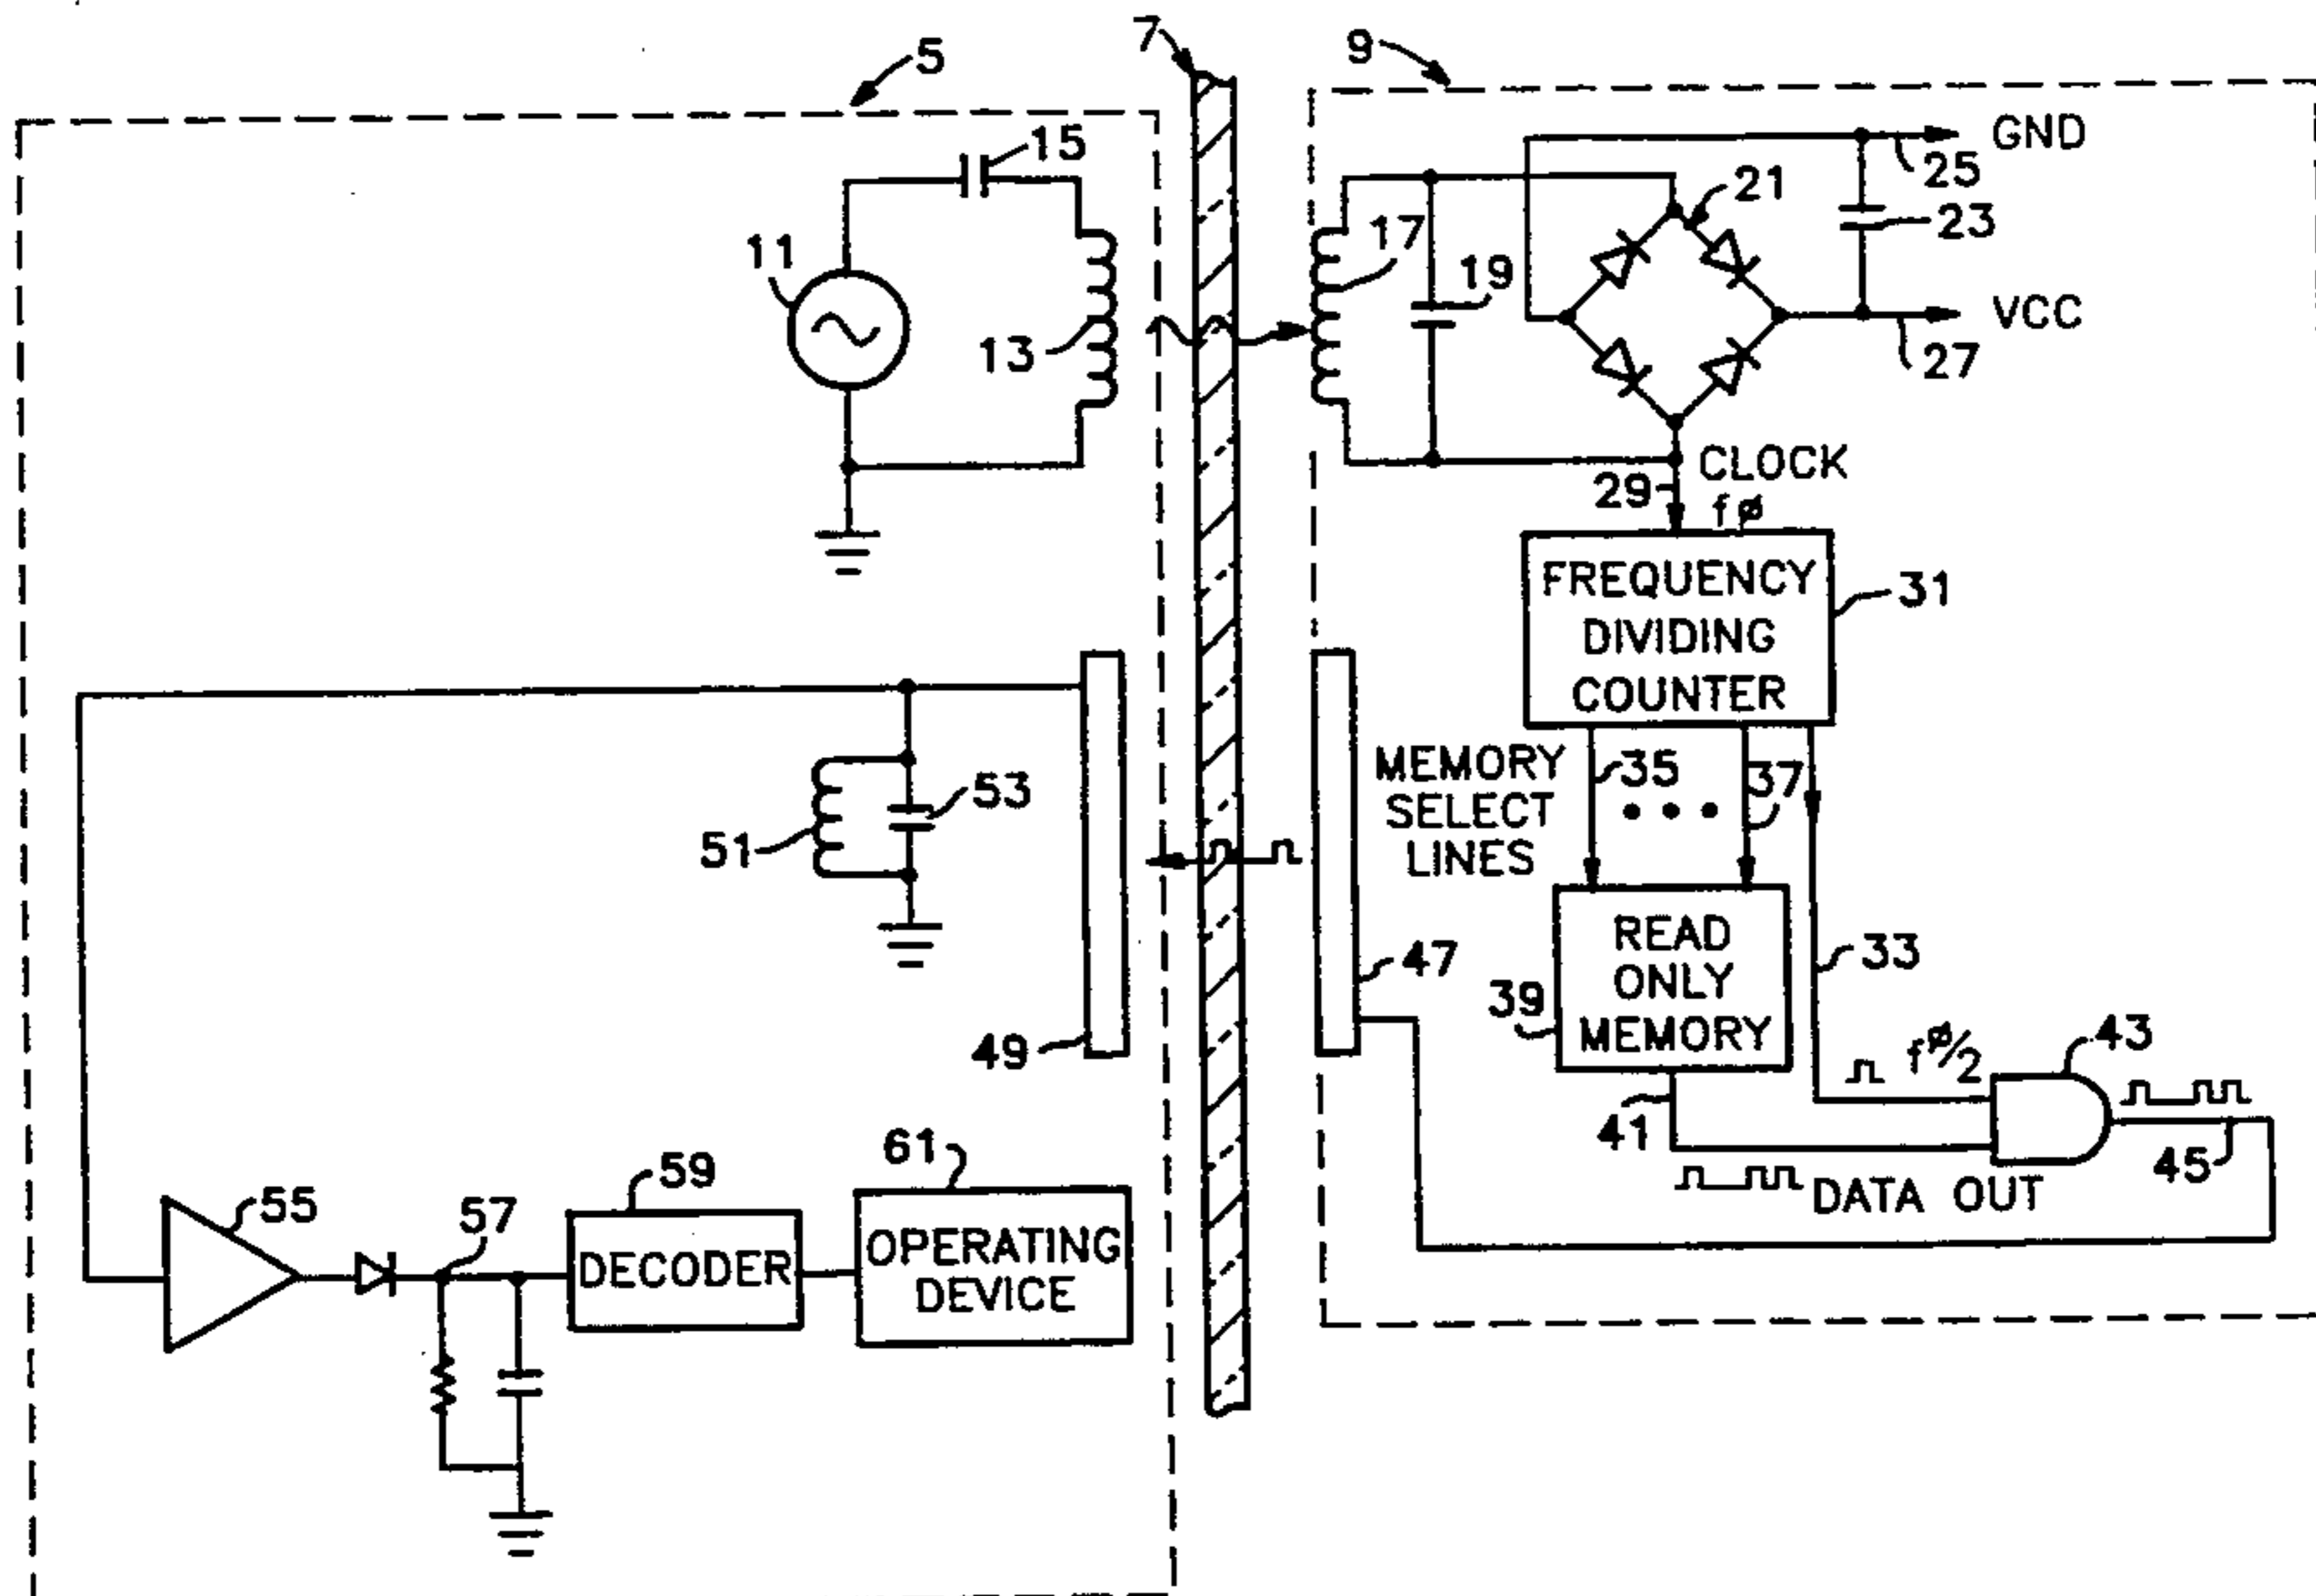 5
7
9
15
GND
25
21
23
11
17
19
VCC
13
27
CLOCK
29
fø
FREQUENCY
DIVIDING
COUNTER
31
MEMORY
SELECT
LINES
35
37
53
51
READ
ONLY
MEMORY
33
47
39
49
fø/2
43
41
45
DATA OUT
61
59
55
57
DECODER
OPERATING
DEVICE